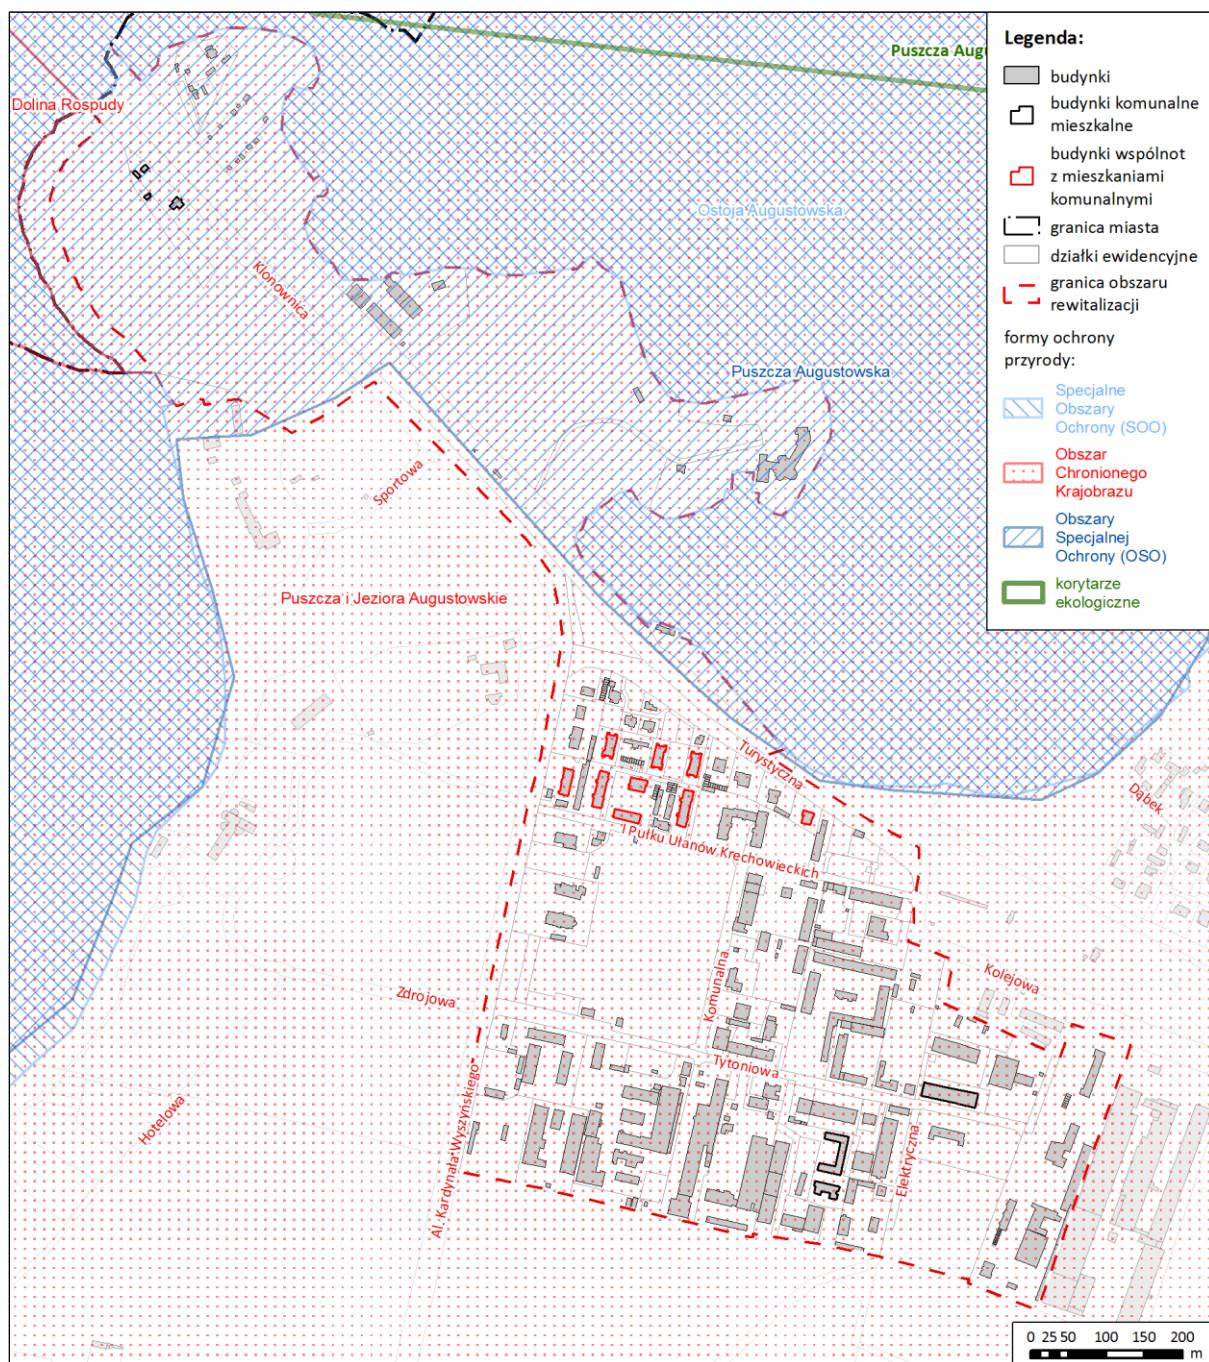 Puszcza Aug
Dolina Rospudy
Ostoja Augustowska
Klonownica
Puszcza Augustowska
Sportowa
Puszcza i Jeziora Augustowskie
Turystyczna
Dąbek
I Pułku Ułanów Krechowieckich
Kolejowa
Komunalna
Zdrojowa
Tytoniowa
Hotelowa
Al. Kardynała Wyszyńskiego
Elektryczna
Legenda:
budynki
budynki komunalne
mieszkalne
budynki wspólnot
z mieszkaniami
komunalnymi
granica miasta
działki ewidencyjne
granica obszaru
rewitalizacji
formy ochrony
przyrody:
Specjalne
Obszary
Ochrony (SOO)
Obszar
Chronionego
Krajobrazu
Obszary
Specjalnej
Ochrony (OSO)
korytarze
ekologiczne
0 25 50 100 150 200
m